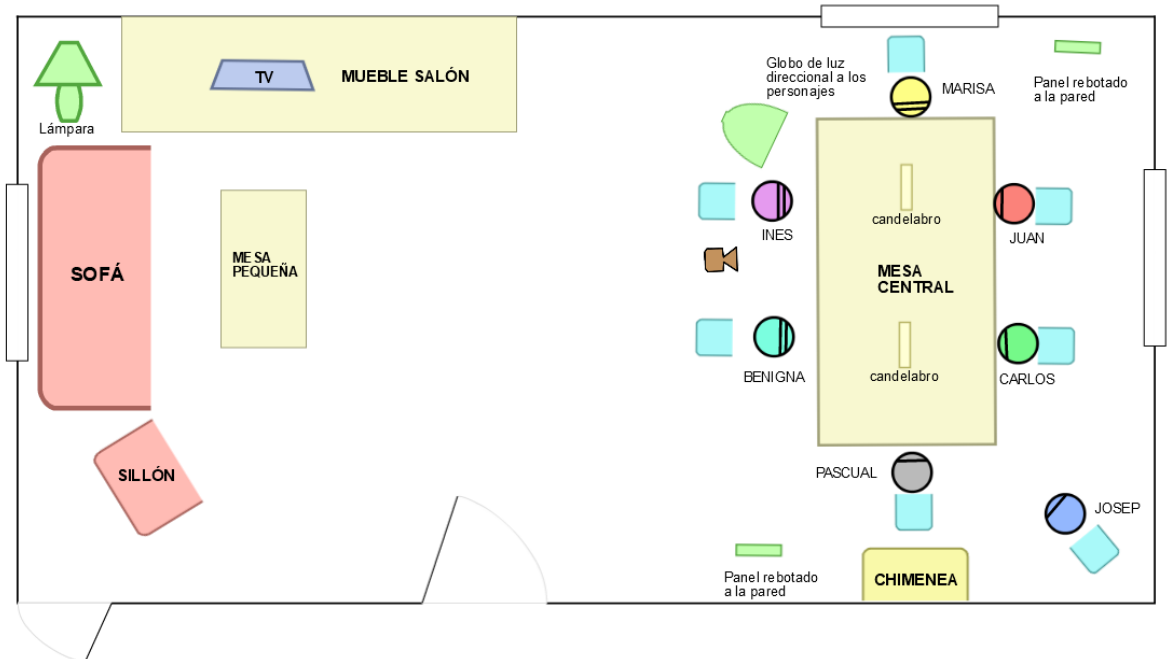 Lámpara
TV
MUEBLE SALÓN
Globo de luz
direccional a los
personajes
MARISA
Panel rebotado
a la pared
SOFÁ
MESA
PEQUEÑA
INES
candelabro
JUAN
MESA
CENTRAL
BENIGNA
candelabro
CARLOS
SILLÓN
PASCUAL
JOSEP
Panel rebotado
a la pared
CHIMENEA